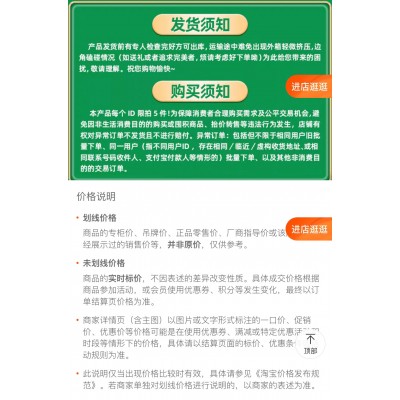 发货须知
产品发货前有专人检查完好方可出库，运输途中难免出现外箱轻微挤压，边
角磕碰情况（如送礼或者追求完美者，烦请考虑好下单哈）为此给您带来的困
扰，敬请理解。祝您购物愉快~
进店逛逛
购买须知
本产品每个 ID 限拍 5 件！为保障消费者合理购买需求及公平交易机会，避
免因非生活消费目的的购买或囤积商品、抬价销售等违法行为发生，店铺有
权对异常订单不发货且不进行赔付。异常订单：包括但不限于相同用户旧批
量下单、同一用户（指不同用户ID，存在相同／临近／虚构收货地址，或相
同联系号码收件人、支付宝付款人等情形的）批量下单、以及其他非消费目
的的交易订单。
价格说明
进店逛逛
• 划线价格
商品的专柜价、吊牌价、正品零售价、厂商指导价或该
经展示过的销售价等，并非原价，仅供参考。
• 未划线价格
商品的实时标价，不因表述的差异改变性质。具体成交价格根据
商品参加活动，或会员使用优惠券、积分等发生变化，最终以订
单结算页价格为准。
• 商家详情页（含主图）以图片或文字形式标注的一口价、促销
价、优惠价等价格可能是在使用优惠券、满减或特定优惠
时段等情形下的价格，具体请以结算页面的标价、优惠条
动规则为准。
顶部
• 此说明仅当出现价格比较时有效，具体请参见《淘宝价格发布规
范》。若商家单独对划线价格进行说明的，以商家的表述为准。